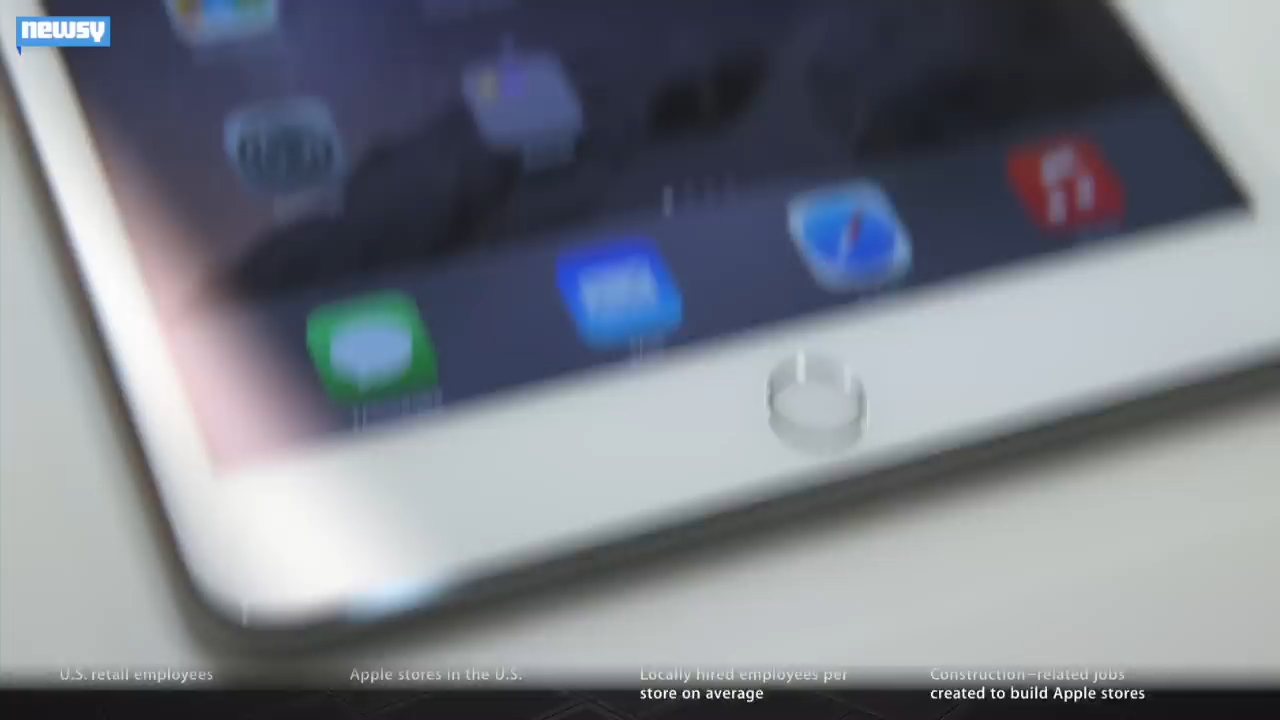 newsy
U.S. retail employees
Apple stores in the U.S.
Locally hired employees per
store on average
Construction-related jobs
created to build Apple stores